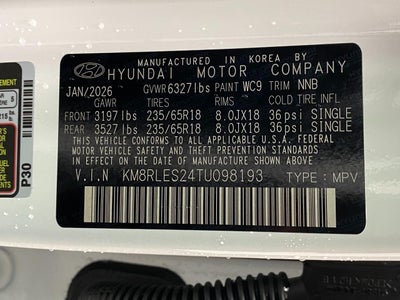 MANUFACTURED IN KOREA BY
HYUNDAI MOTOR COMPANY
JAN/2026 GVWR 6327lbs PAINT WC9 TRIM NNB
GAWR TIRES RIMS COLD TIRE INFL
FRONT 3197lbs 235/65R18 8.0JX18 36psi SINGLE
REAR 3527lbs 235/65R18 8.0JX18 36psi SINGLE
THIS VEHICLE CONFORMS TO ALL APPLICABLE U.S.A. FEDERAL
MOTOR VEHICLE SAFETY AND THEFT PREVENTION STANDARDS IN
EFFECT ON THE DATE OF MANUFACTURE SHOWN ABOVE.
V.I.N KM8RLES24TU098193 TYPE : MPV
P30